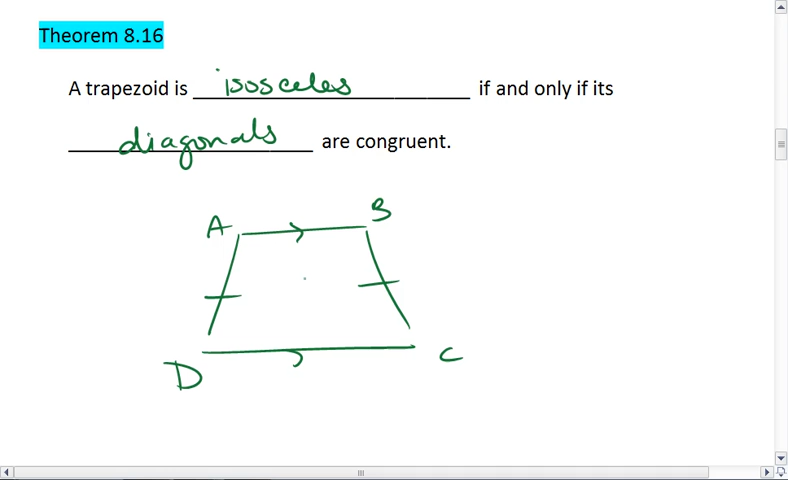 Theorem 8.16
A trapezoid is isosceles if and only if its
diagonals are congruent.
A B
D C